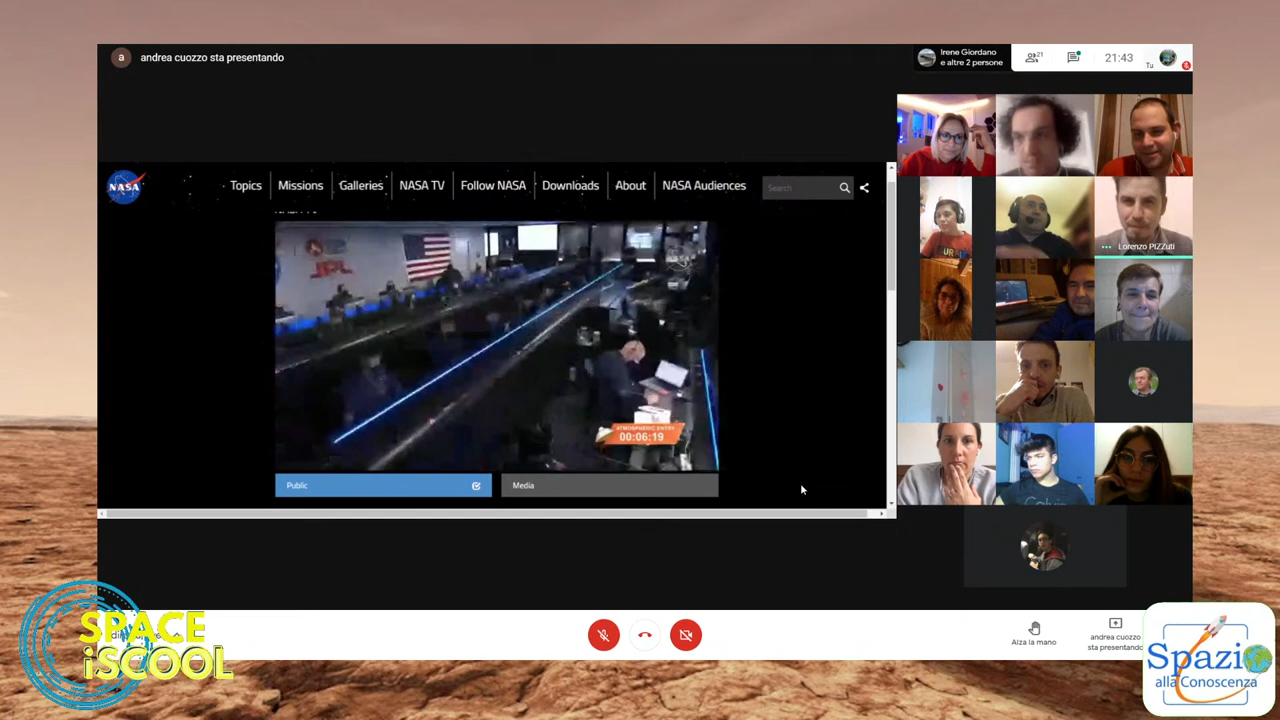 a andrea cuozzo sta presentando
Irene Giordano
e altre 2 persone
21
21:43
Tu
NASA
Topics
Missions
Galleries
NASA TV
Follow NASA
Downloads
About
NASA Audiences
Search
JPL
ATMOSPHERIC ENTRY
00:06:19
Public
Media
Lorenzo PIZZuti
Alza la mano
andrea cuozzo
sta presentando
SPACE
iSCOOL
Spazio
alla Conoscenza